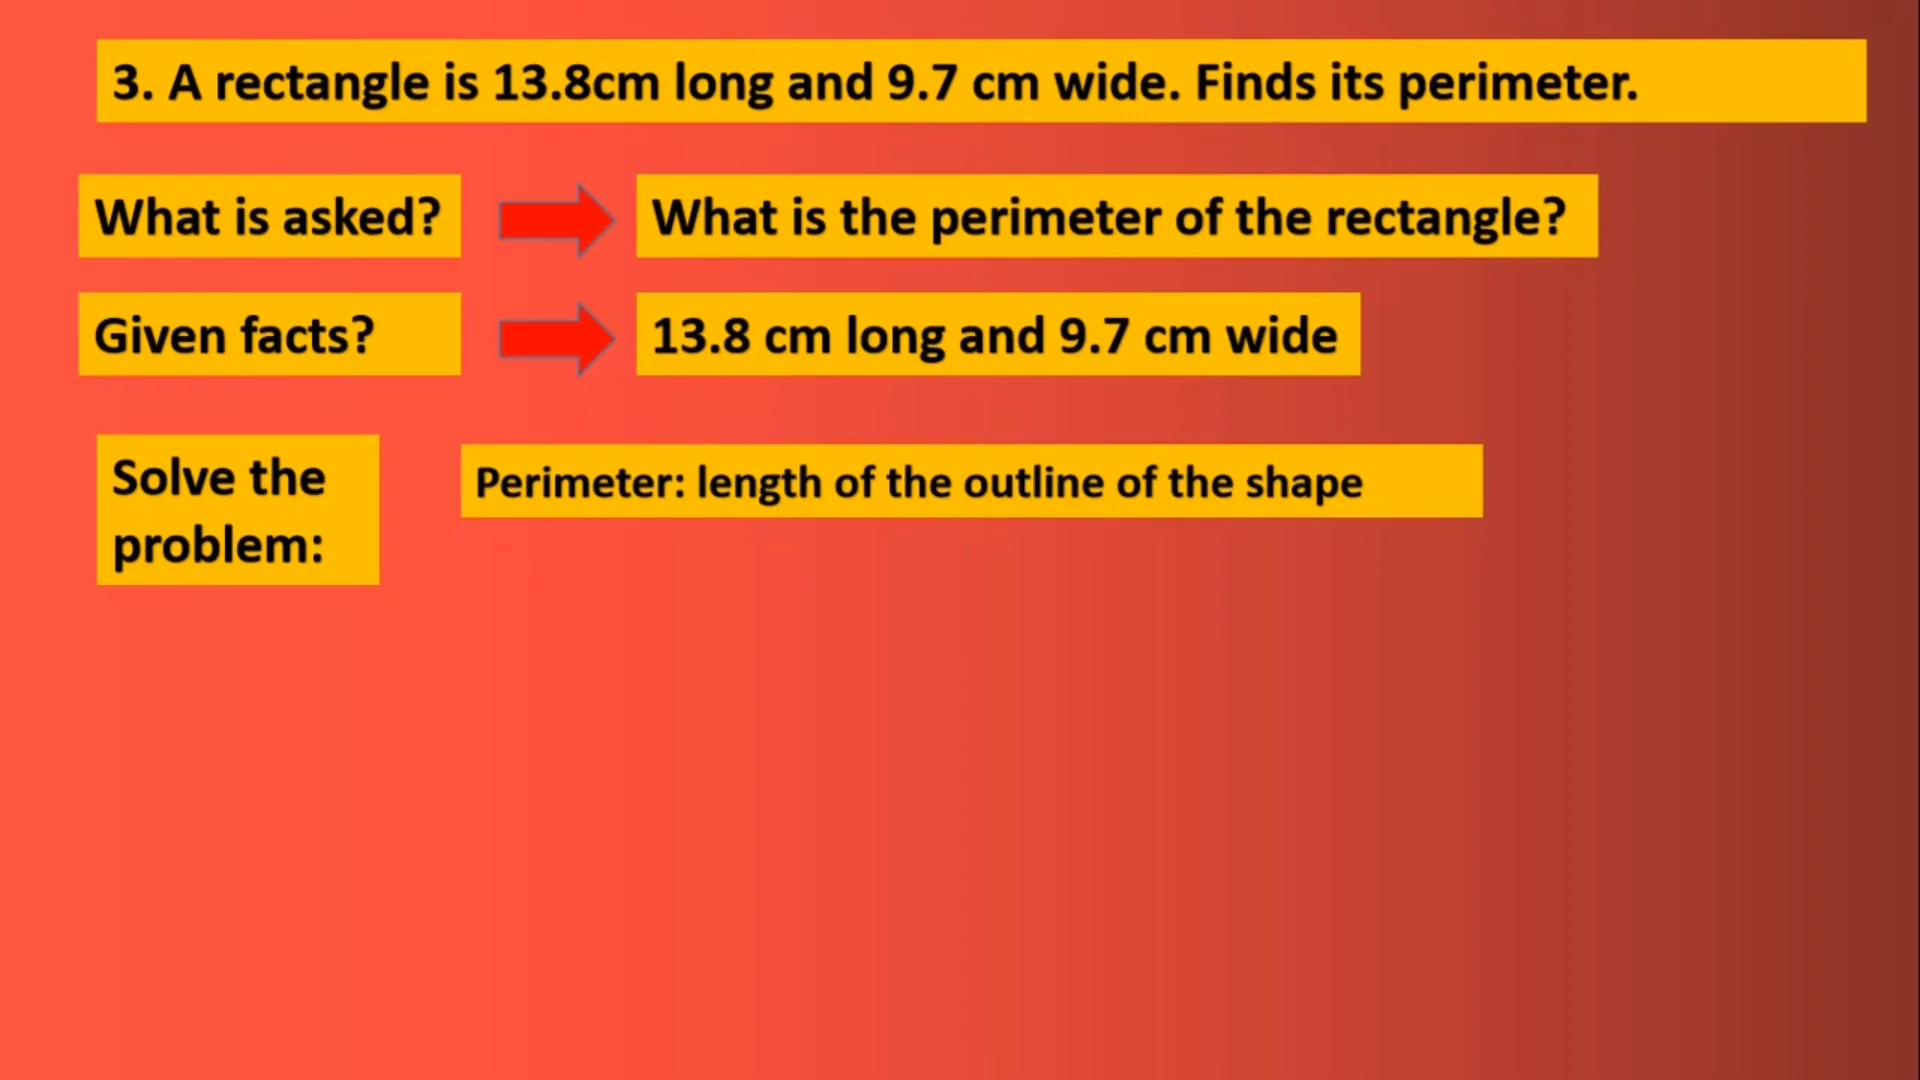 3. A rectangle is 13.8cm long and 9.7 cm wide. Finds its perimeter.
What is asked?
What is the perimeter of the rectangle?
Given facts?
13.8 cm long and 9.7 cm wide
Solve the
problem:
Perimeter: length of the outline of the shape